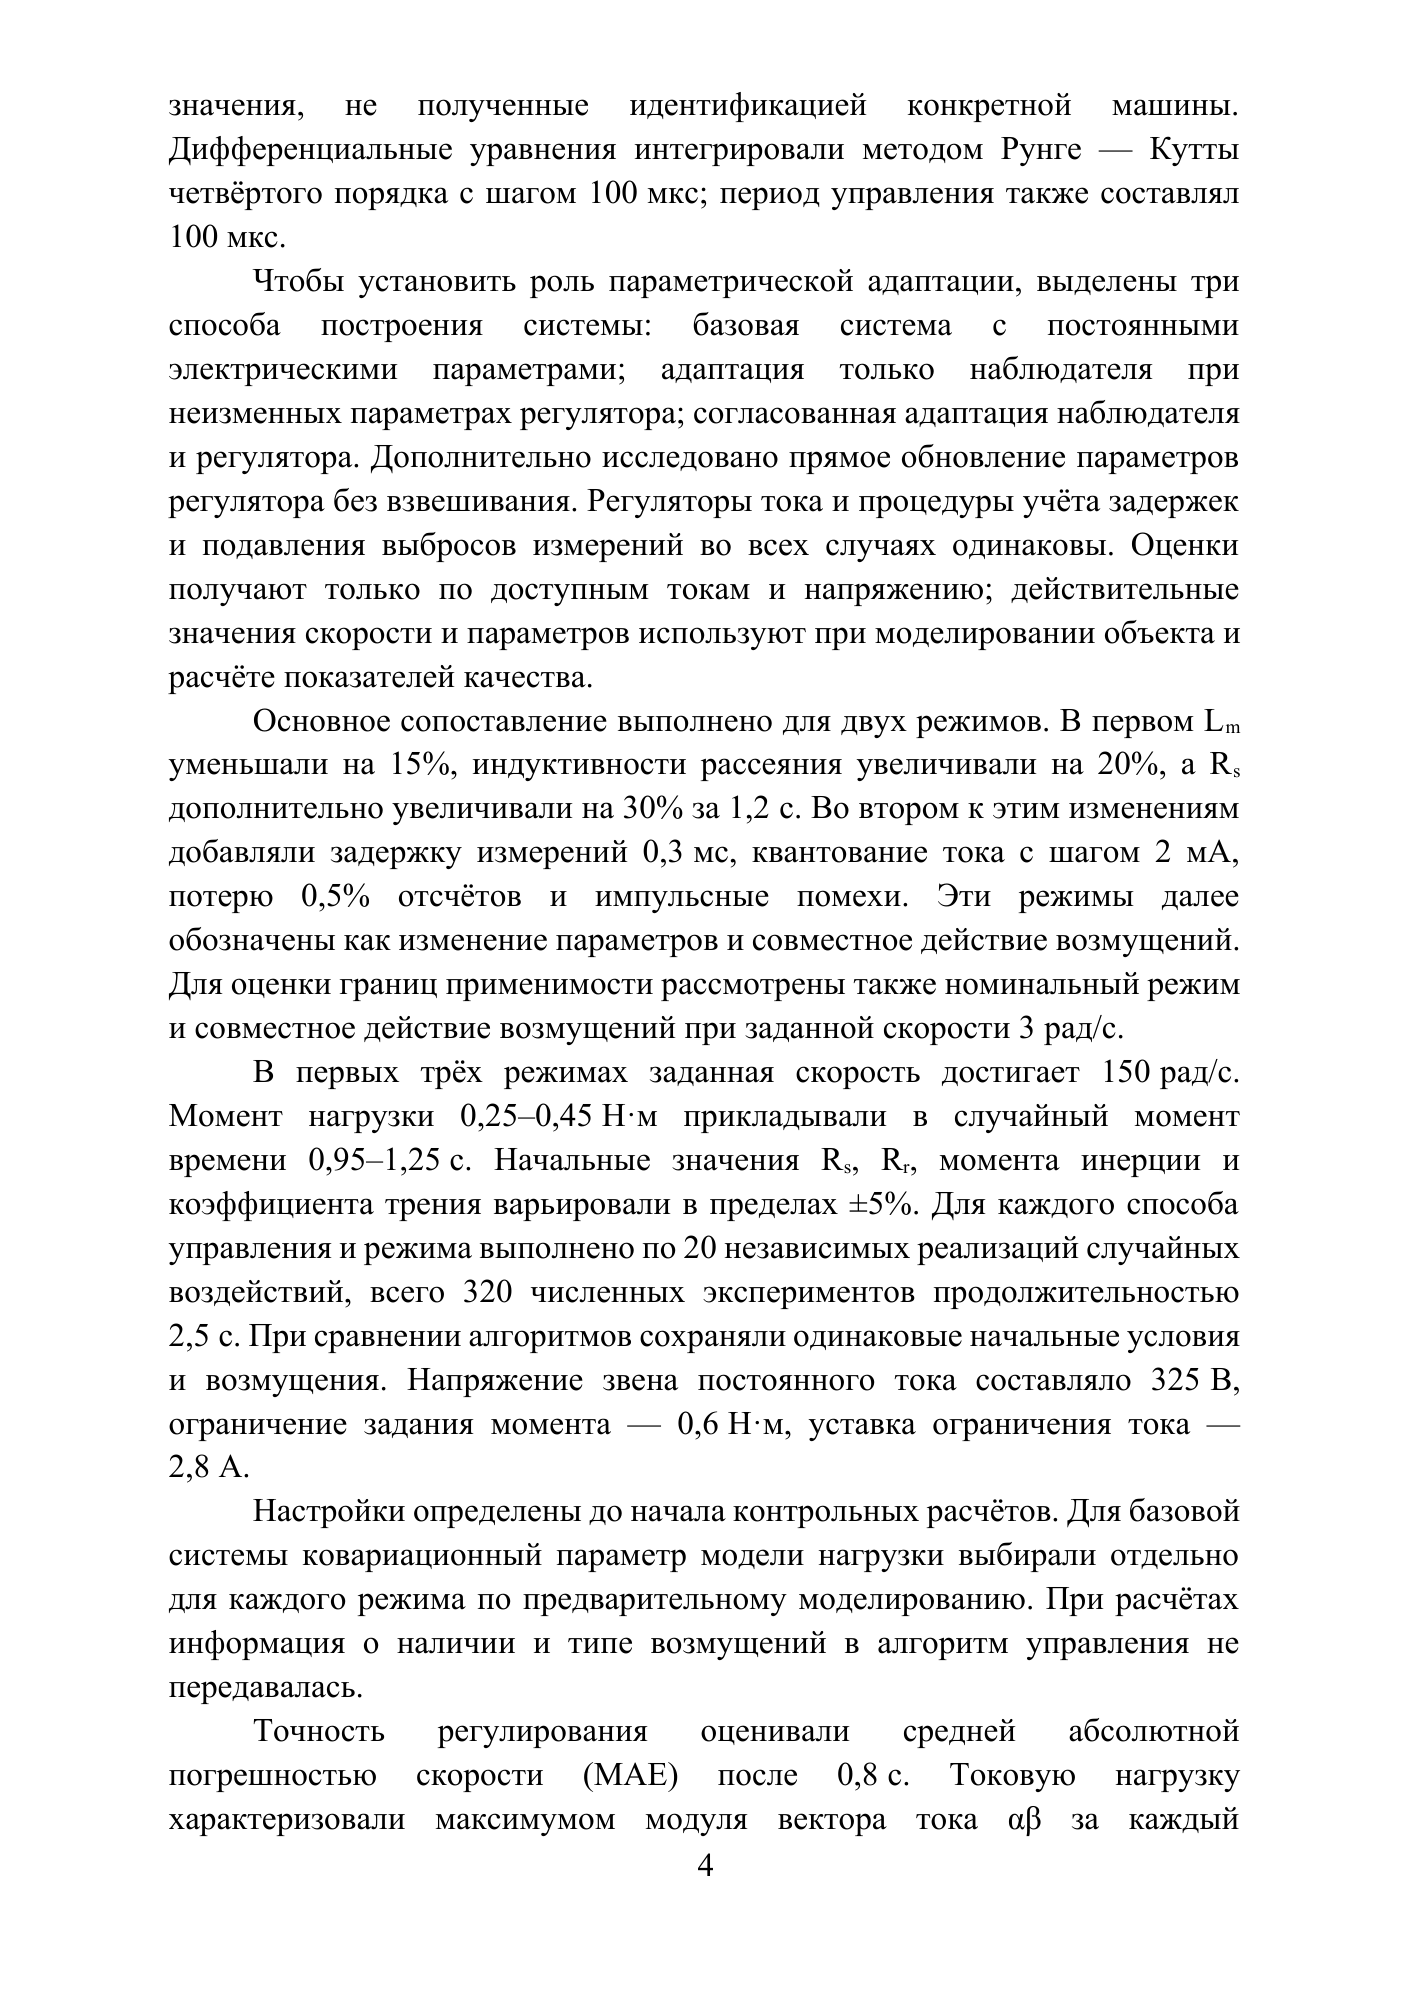 значения, не полученные идентификацией конкретной машины.
Дифференциальные уравнения интегрировали методом Рунге — Кутты
четвёртого порядка с шагом 100 мкс; период управления также составлял
100 мкс.
Чтобы установить роль параметрической адаптации, выделены три
способа построения системы: базовая система с постоянными
электрическими параметрами; адаптация только наблюдателя при
неизменных параметрах регулятора; согласованная адаптация наблюдателя
и регулятора. Дополнительно исследовано прямое обновление параметров
регулятора без взвешивания. Регуляторы тока и процедуры учёта задержек
и подавления выбросов измерений во всех случаях одинаковы. Оценки
получают только по доступным токам и напряжению; действительные
значения скорости и параметров используют при моделировании объекта и
расчёте показателей качества.
Основное сопоставление выполнено для двух режимов. В первом Lₘ
уменьшали на 15%, индуктивности рассеяния увеличивали на 20%, а Rₛ
дополнительно увеличивали на 30% за 1,2 с. Во втором к этим изменениям
добавляли задержку измерений 0,3 мс, квантование тока с шагом 2 мА,
потерю 0,5% отсчётов и импульсные помехи. Эти режимы далее
обозначены как изменение параметров и совместное действие возмущений.
Для оценки границ применимости рассмотрены также номинальный режим
и совместное действие возмущений при заданной скорости 3 рад/с.
В первых трёх режимах заданная скорость достигает 150 рад/с.
Момент нагрузки 0,25–0,45 Н·м прикладывали в случайный момент
времени 0,95–1,25 с. Начальные значения Rₛ, Rᵣ, момента инерции и
коэффициента трения варьировали в пределах ±5%. Для каждого способа
управления и режима выполнено по 20 независимых реализаций случайных
воздействий, всего 320 численных экспериментов продолжительностью
2,5 с. При сравнении алгоритмов сохраняли одинаковые начальные условия
и возмущения. Напряжение звена постоянного тока составляло 325 В,
ограничение задания момента — 0,6 Н·м, уставка ограничения тока —
2,8 А.
Настройки определены до начала контрольных расчётов. Для базовой
системы ковариационный параметр модели нагрузки выбирали отдельно
для каждого режима по предварительному моделированию. При расчётах
информация о наличии и типе возмущений в алгоритм управления не
передавалась.
Точность регулирования оценивали средней абсолютной
погрешностью скорости (MAE) после 0,8 с. Токовую нагрузку
характеризовали максимумом модуля вектора тока αβ за каждый
4